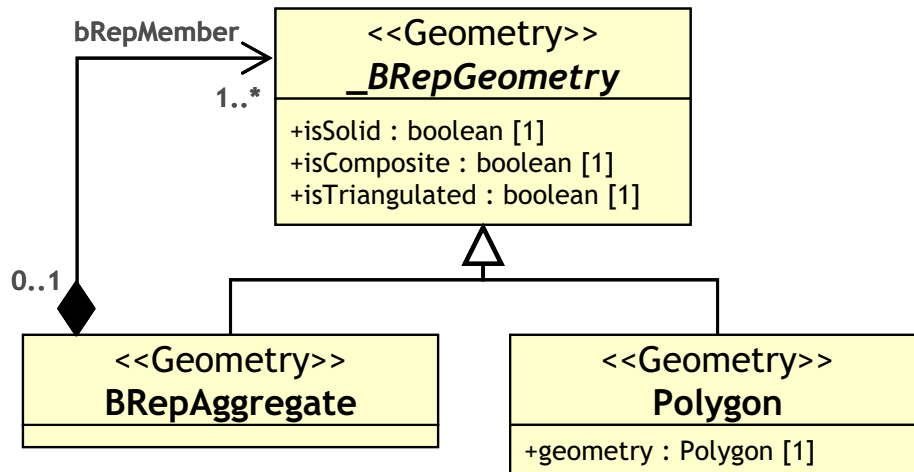 bRepMember
1..*
0..1
<<Geometry>>
_BRepGeometry
+isSolid : boolean [1]
+isComposite : boolean [1]
+isTriangulated : boolean [1]
<<Geometry>>
BRepAggregate
<<Geometry>>
Polygon
+geometry : Polygon [1]